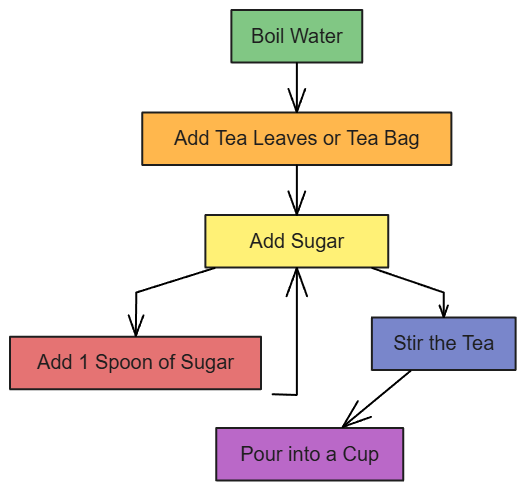 Boil Water
Add Tea Leaves or Tea Bag
Add Sugar
Add 1 Spoon of Sugar
Stir the Tea
Pour into a Cup